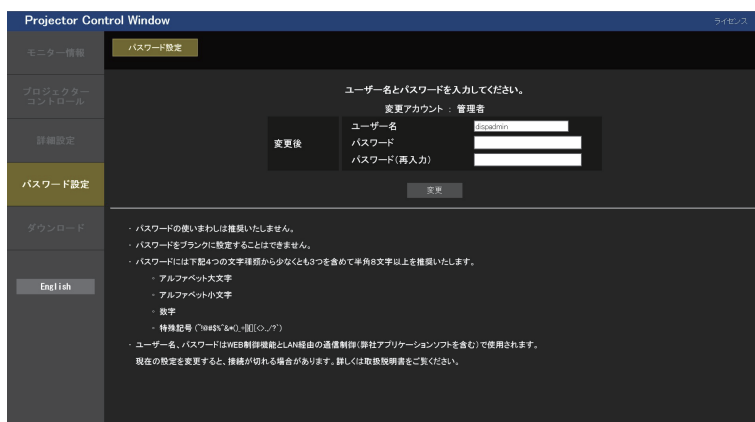 Projector Control Window
ライセンス
モニター情報
パスワード設定
プロジェクター
コントロール
詳細設定
パスワード設定
ダウンロード
English
ユーザー名とパスワードを入力してください。
変更アカウント : 管理者
変更後
ユーザー名
dispadmin
パスワード
パスワード(再入力)
変更
・パスワードの使いまわしは推奨いたしません。
・パスワードをブランクに設定することはできません。
・パスワードには下記4つの文字種類から少なくとも3つを含めて半角8文字以上を推奨いたします。
◦ アルファベット大文字
◦ アルファベット小文字
◦ 数字
◦ 特殊記号
・ユーザー名、パスワードはWEB制御機能とLAN経由の通信制御(弊社アプリケーションソフトを含む)で使用されます。
現在の設定を変更すると、接続が切れる場合があります。詳しくは取扱説明書をご覧ください。